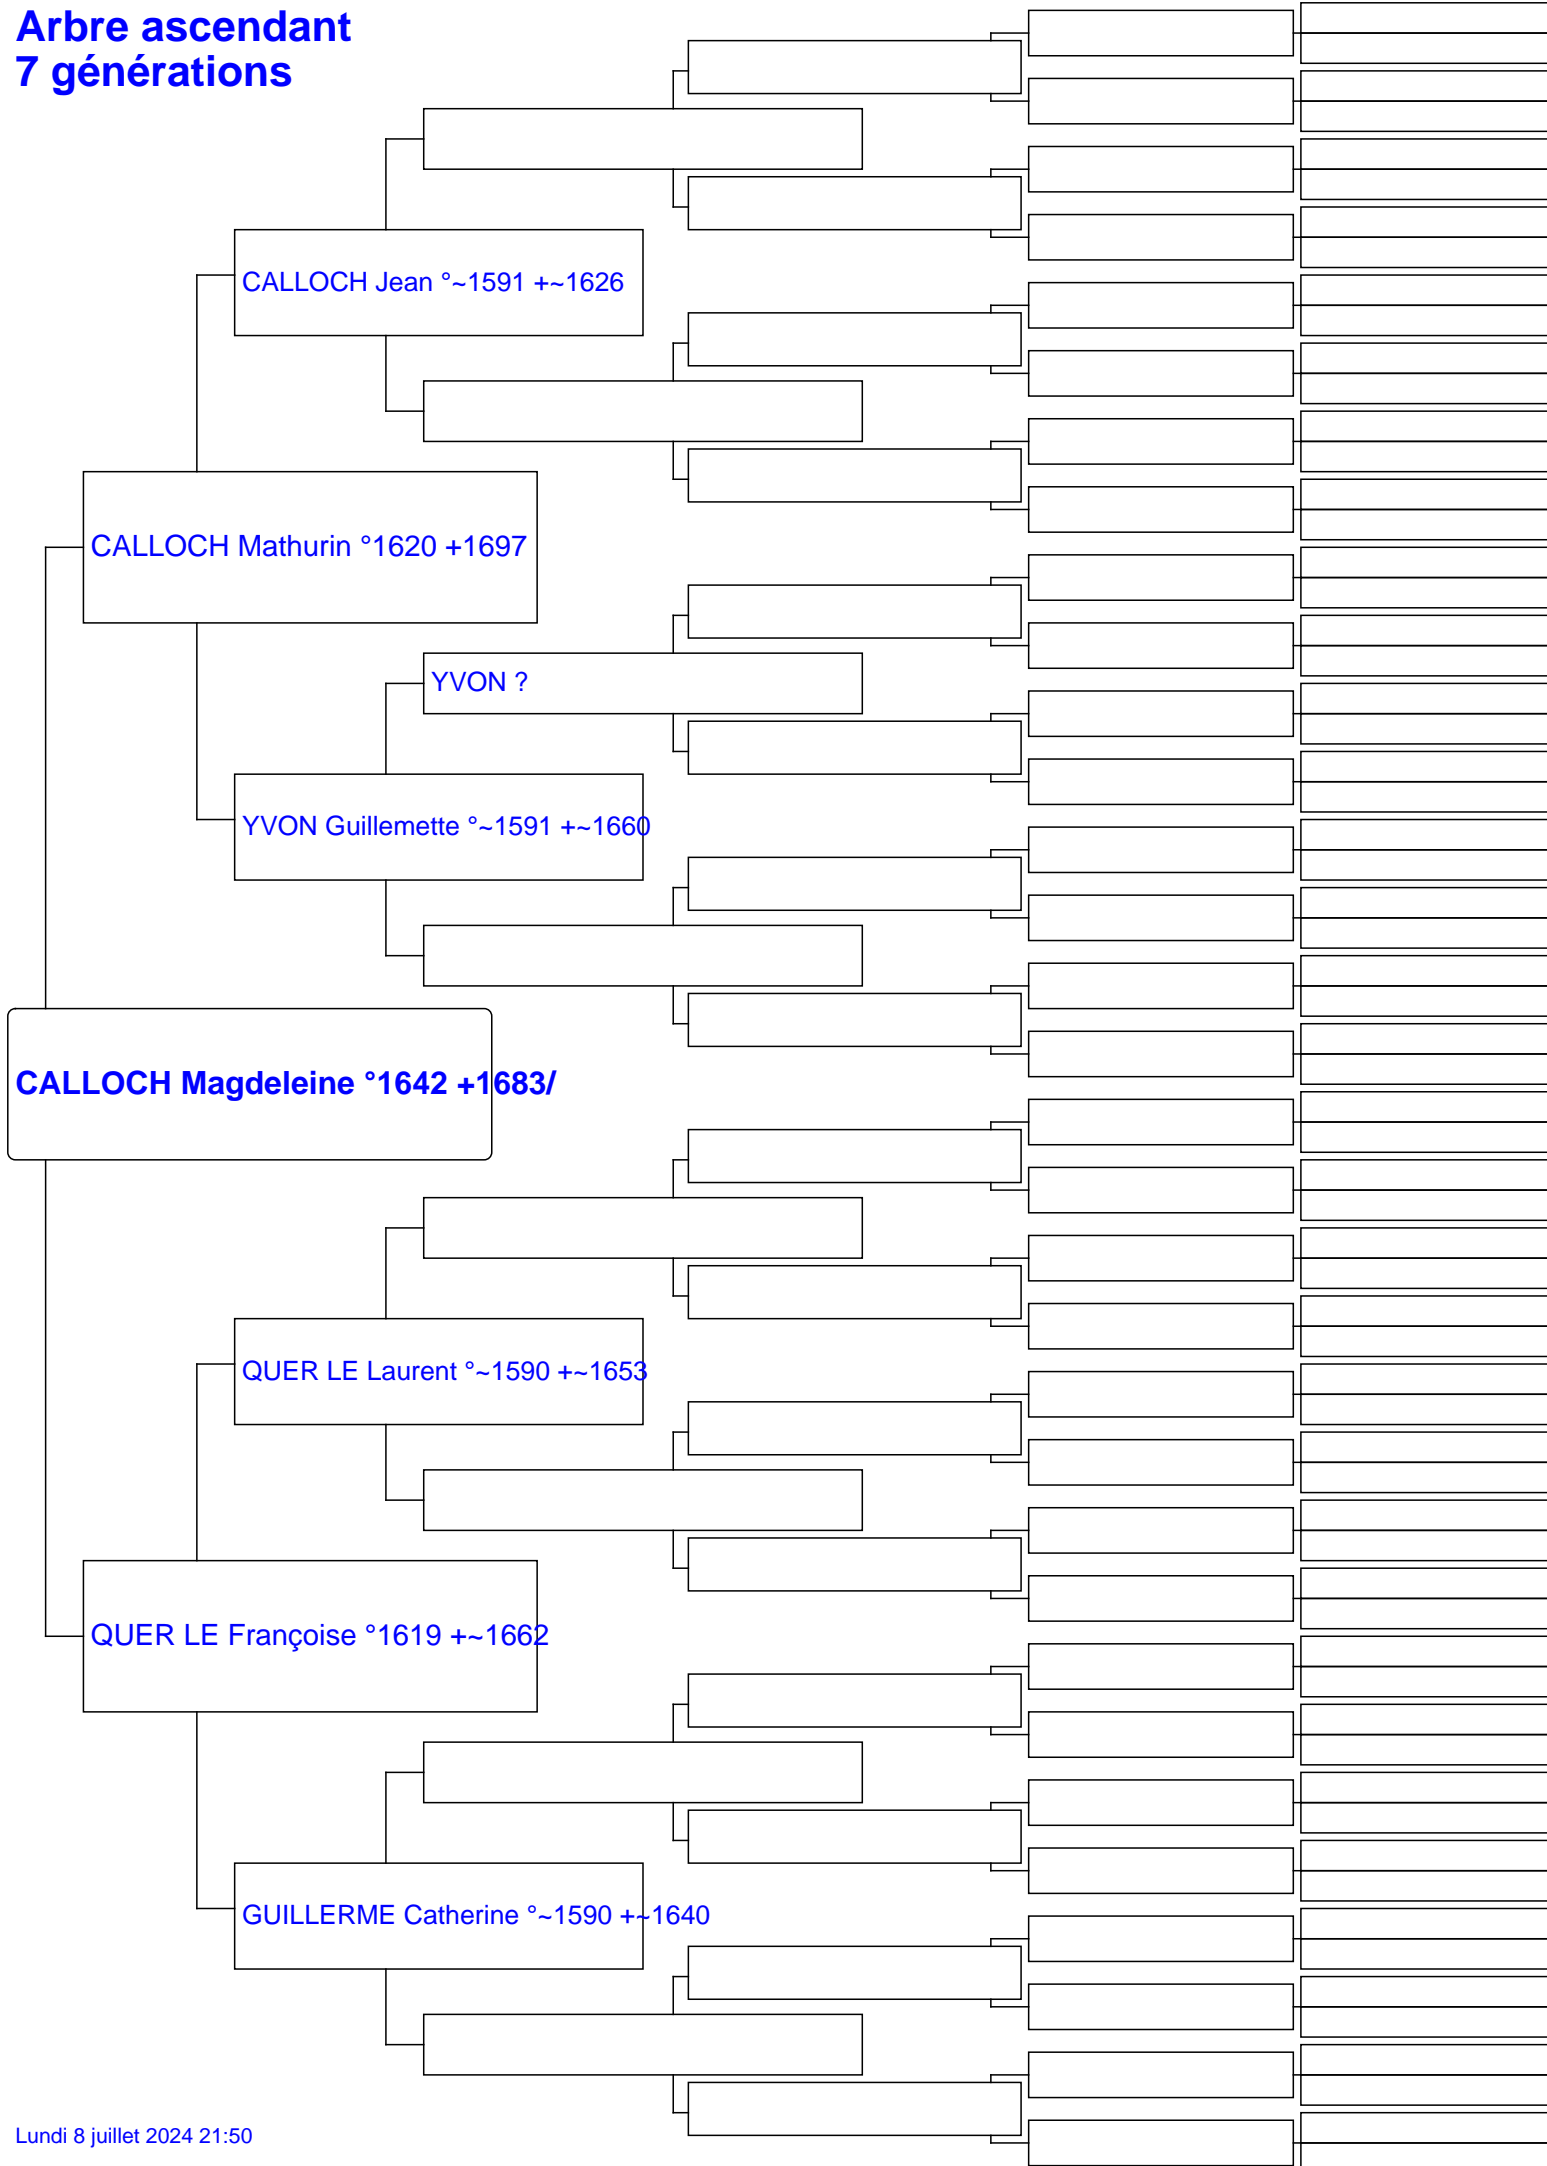 Arbre ascendant
7 générations
CALLOCH Jean °~1591 +~1626
CALLOCH Mathurin °1620 +1697
YVON ?
YVON Guillemette °~1591 +~1660
CALLOCH Magdeleine °1642 +1683/
QUER LE Laurent °~1590 +~1653
QUER LE Françoise °1619 +~1662
GUILLERME Catherine °~1590 +~1640
Lundi 8 juillet 2024 21:50